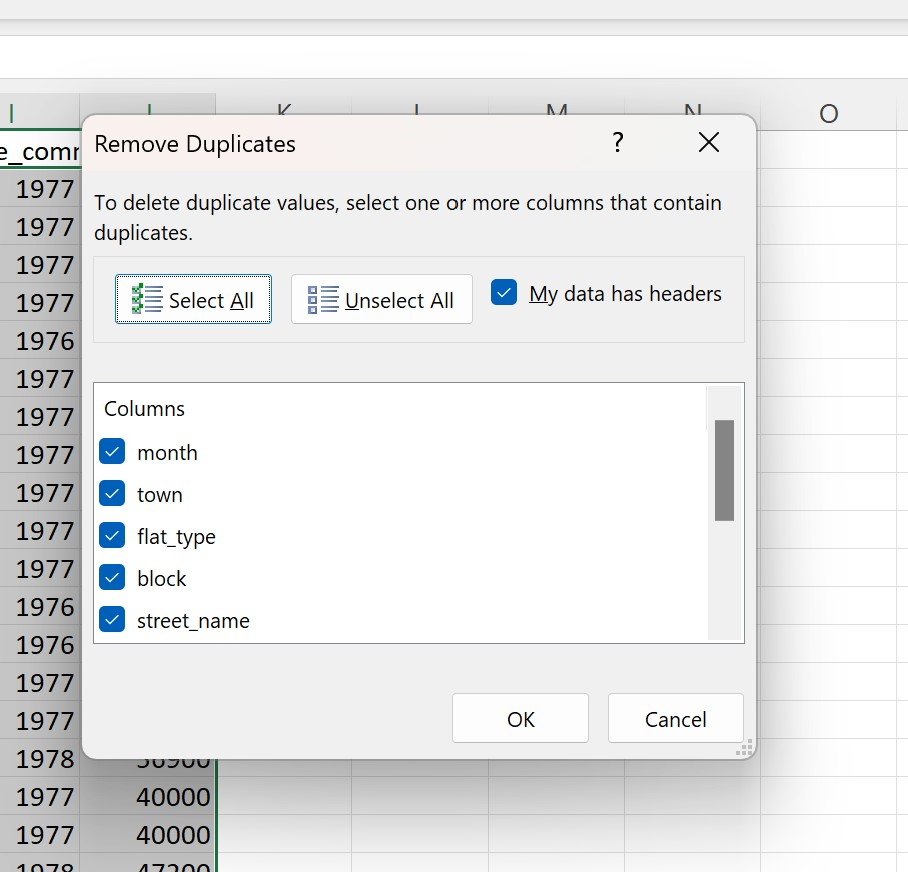 K
M
N
O
Remove Duplicates
?
e_comm
1977
To delete duplicate values, select one or more columns that contain
duplicates.
1977
1977
Select All
Unselect All
My data has headers
1977
1976
1977
1977
Columns
1977
month
1977
town
1977
flat_type
1977
block
1976
street_name
1976
1977
1977
OK
Cancel
1978 36900
1977 40000
1977 40000
1978 47200